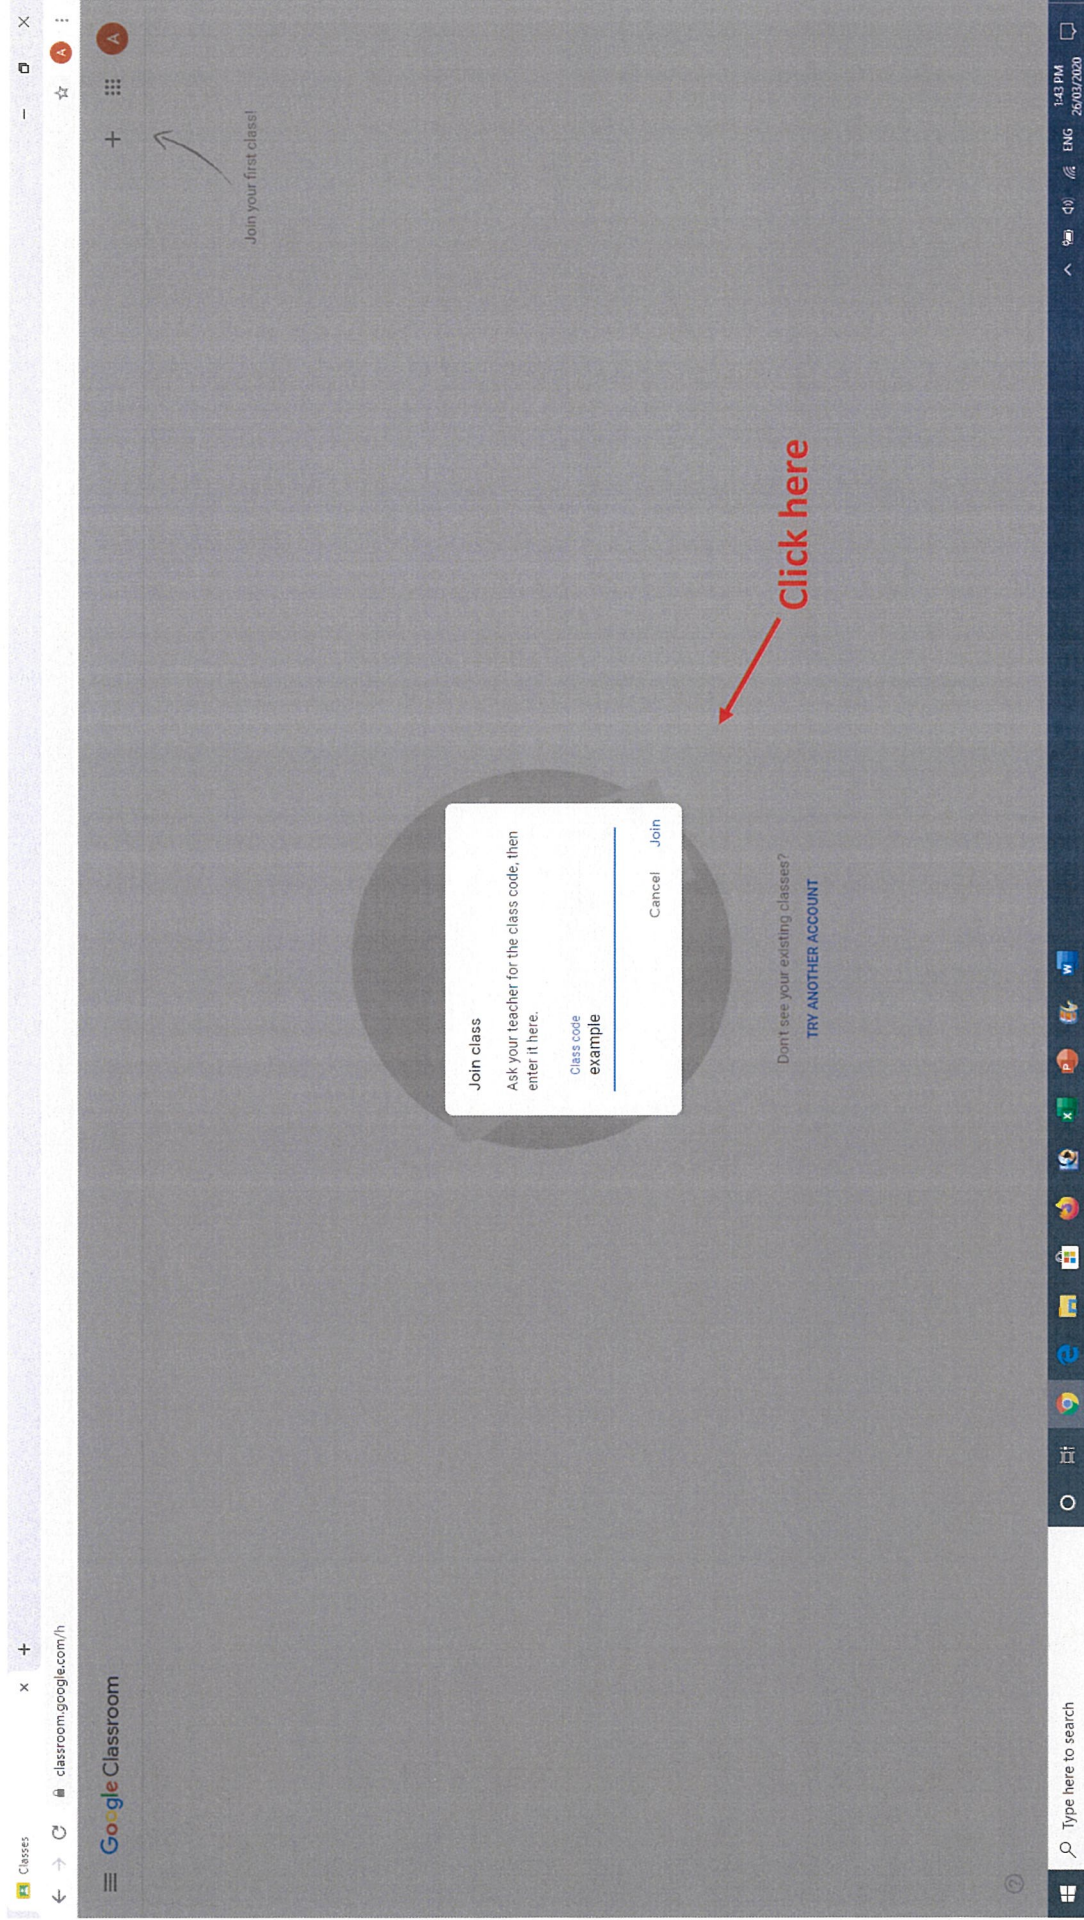 Classes
classroom.google.com/h
A
Google Classroom
A
Join your first class!
Join class
Ask your teacher for the class code, then
enter it here.
Class code
example
Cancel Join
Click here
Don't see your existing classes?
TRY ANOTHER ACCOUNT
Type here to search
ENG
1:43 PM
26/03/2020